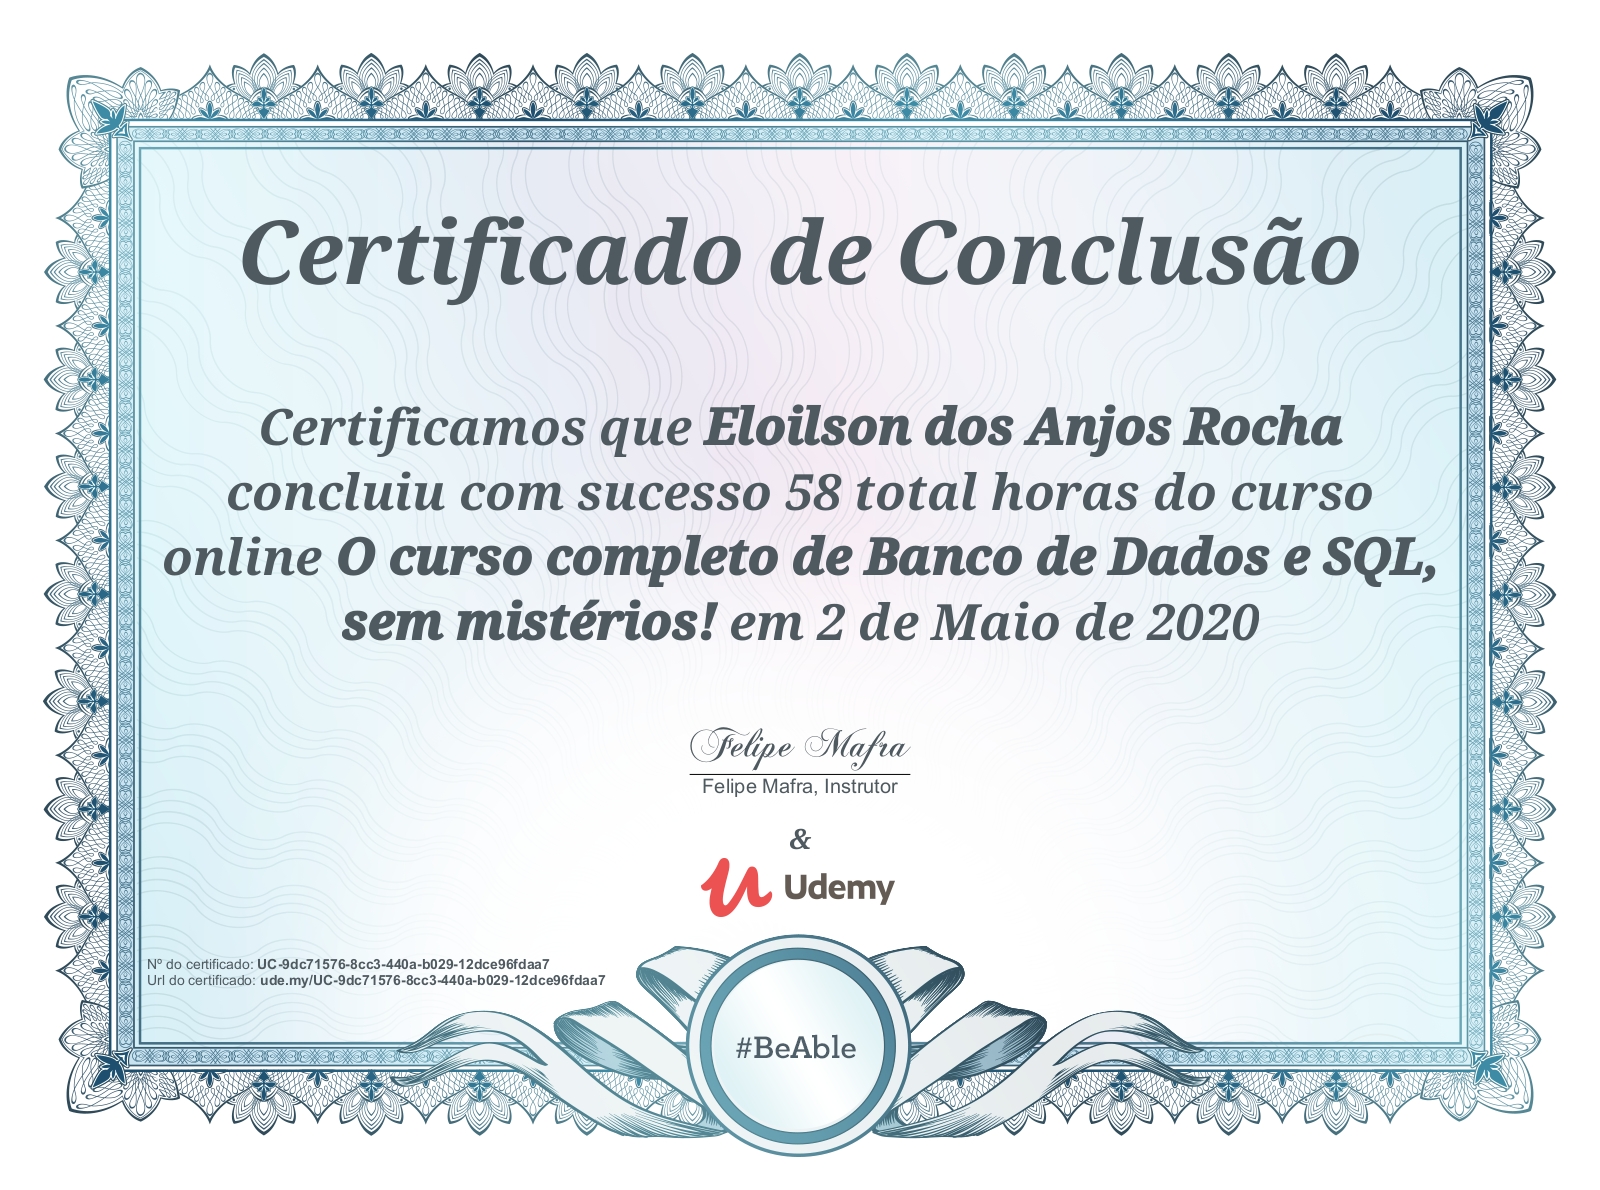 Certificado de Conclusão
Certificamos que Eloilson dos Anjos Rocha
concluiu com sucesso 58 total horas do curso
online O curso completo de Banco de Dados e SQL,
sem mistérios! em 2 de Maio de 2020
Felipe Mafra
Felipe Mafra, Instrutor
&
Udemy
Nº do certificado: UC-9dc71576-8cc3-440a-b029-12dce96fdaa7
Url do certificado: ude.my/UC-9dc71576-8cc3-440a-b029-12dce96fdaa7
#BeAble